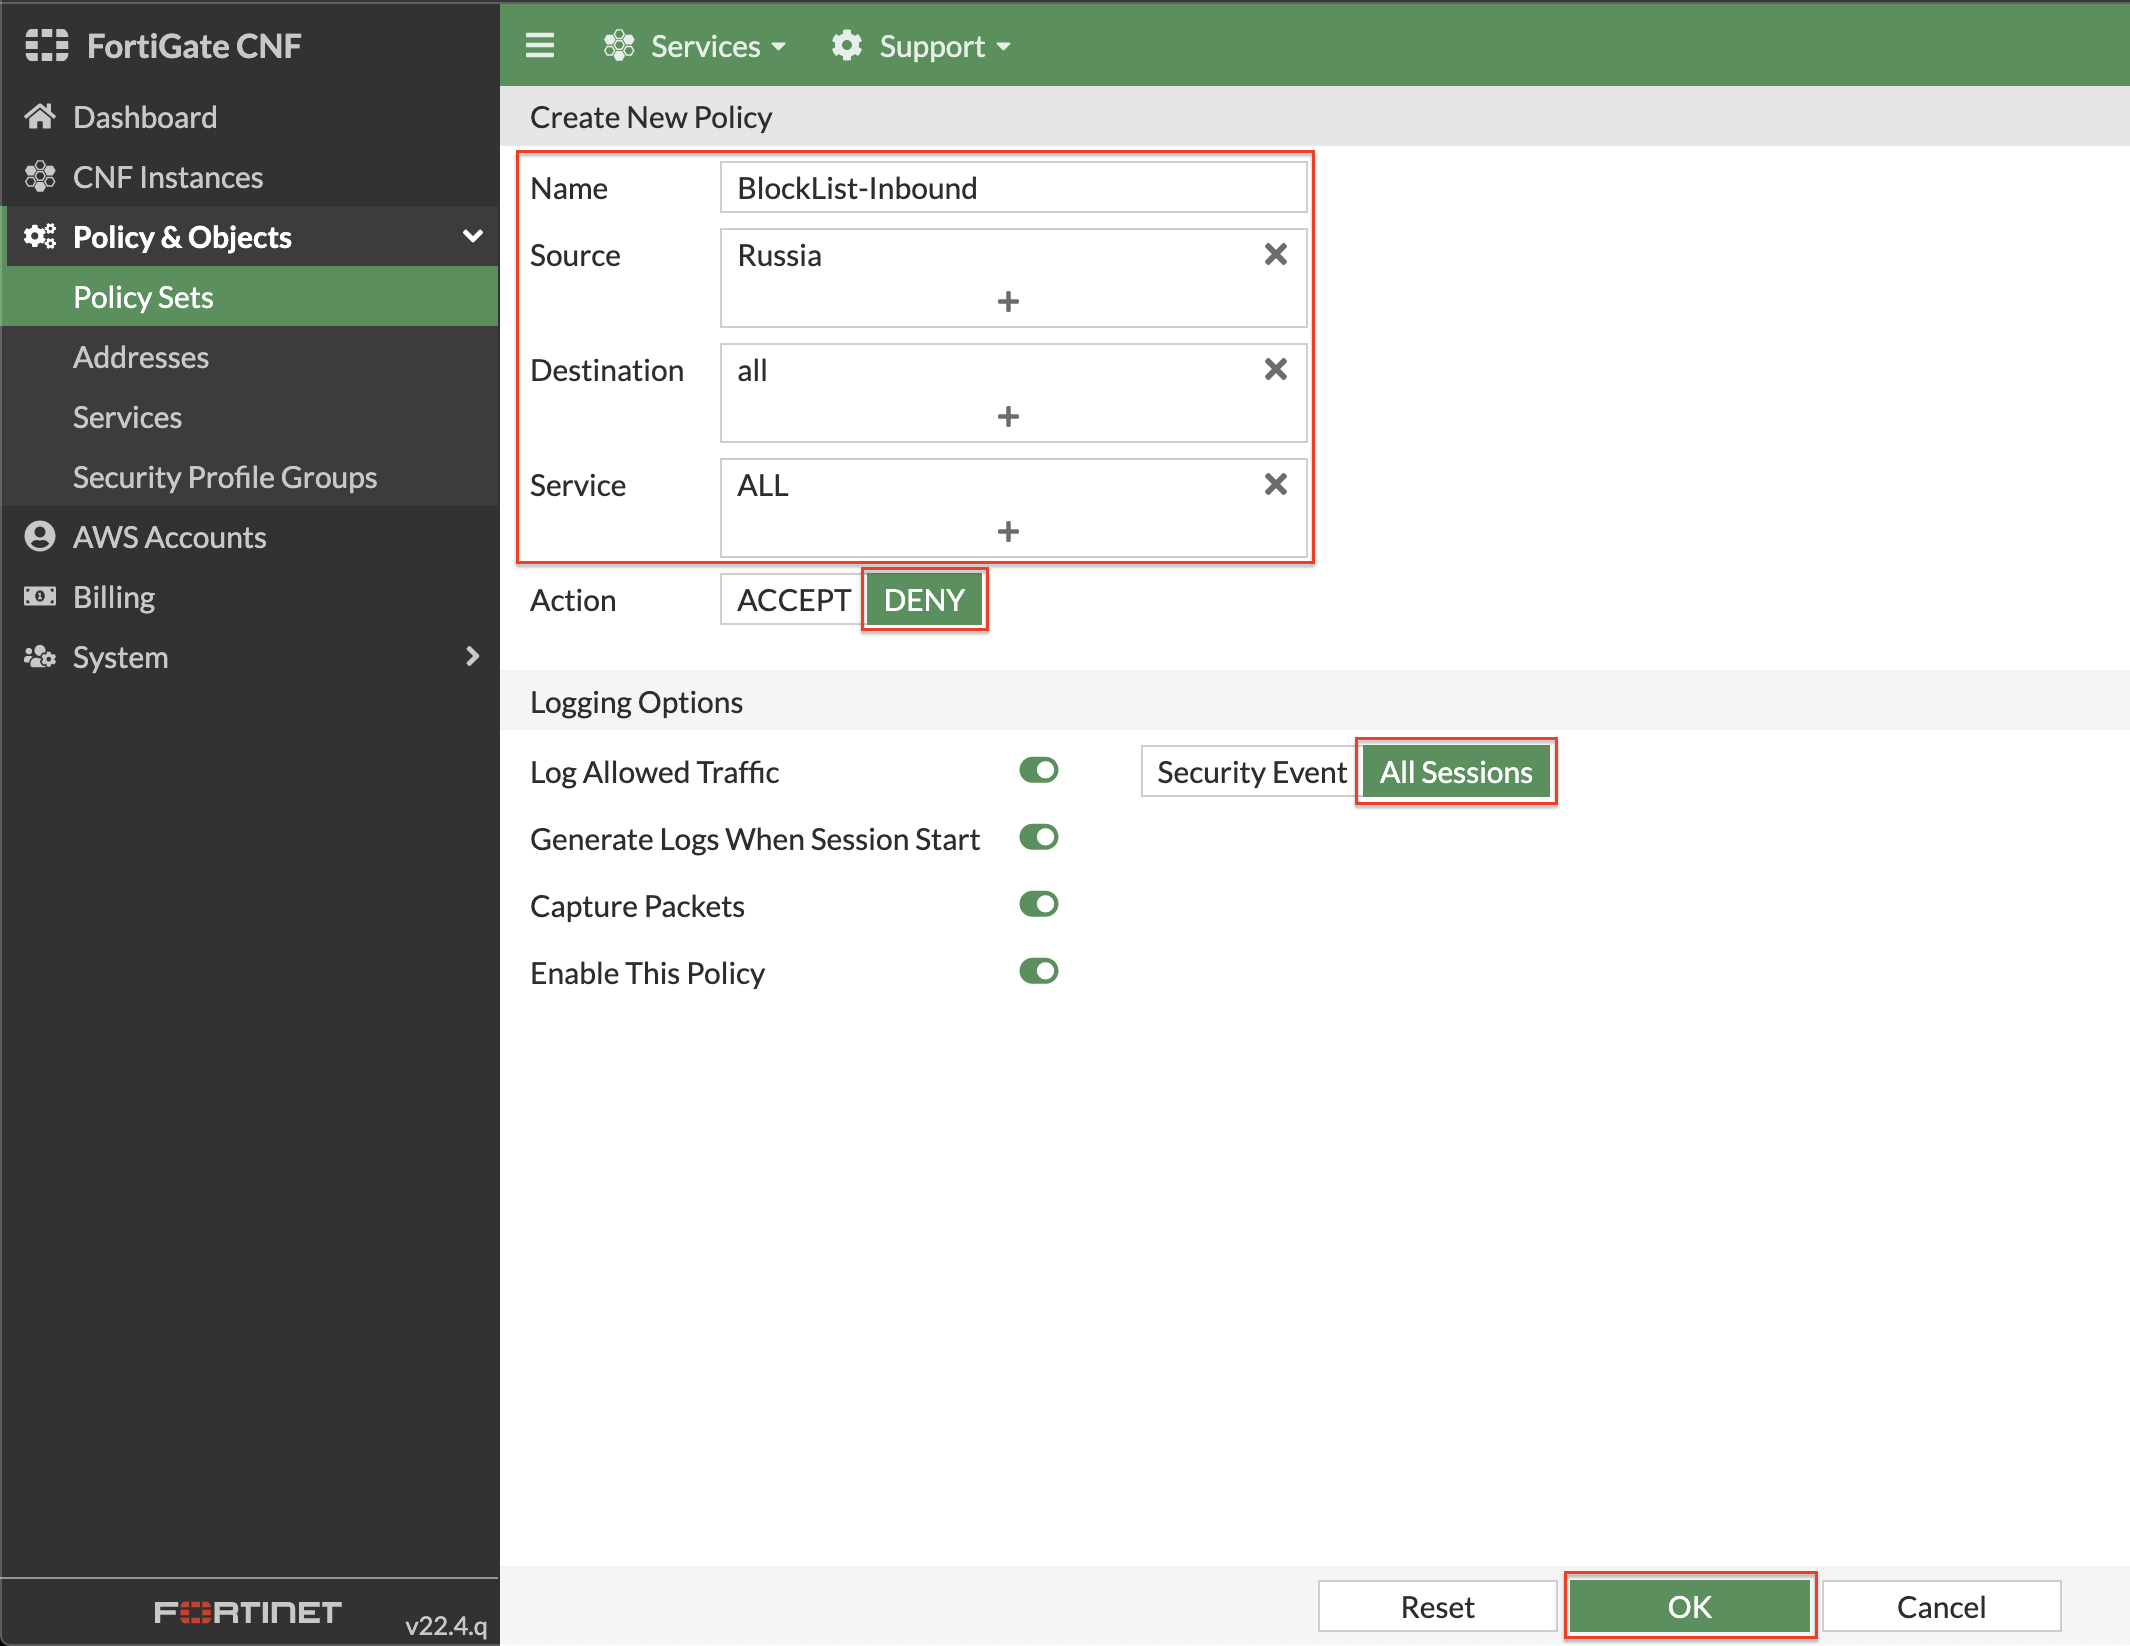 FortiGate CNF
Services
Support
Dashboard
CNF Instances
Policy & Objects
Policy Sets
Addresses
Services
Security Profile Groups
AWS Accounts
Billing
System
FORTINET
v22.4.q
Create New Policy
Name BlockList-Inbound
Source Russia
Destination all
Service ALL
Action ACCEPT DENY
Logging Options
Log Allowed Traffic Security Event All Sessions
Generate Logs When Session Start
Capture Packets
Enable This Policy
Reset OK Cancel